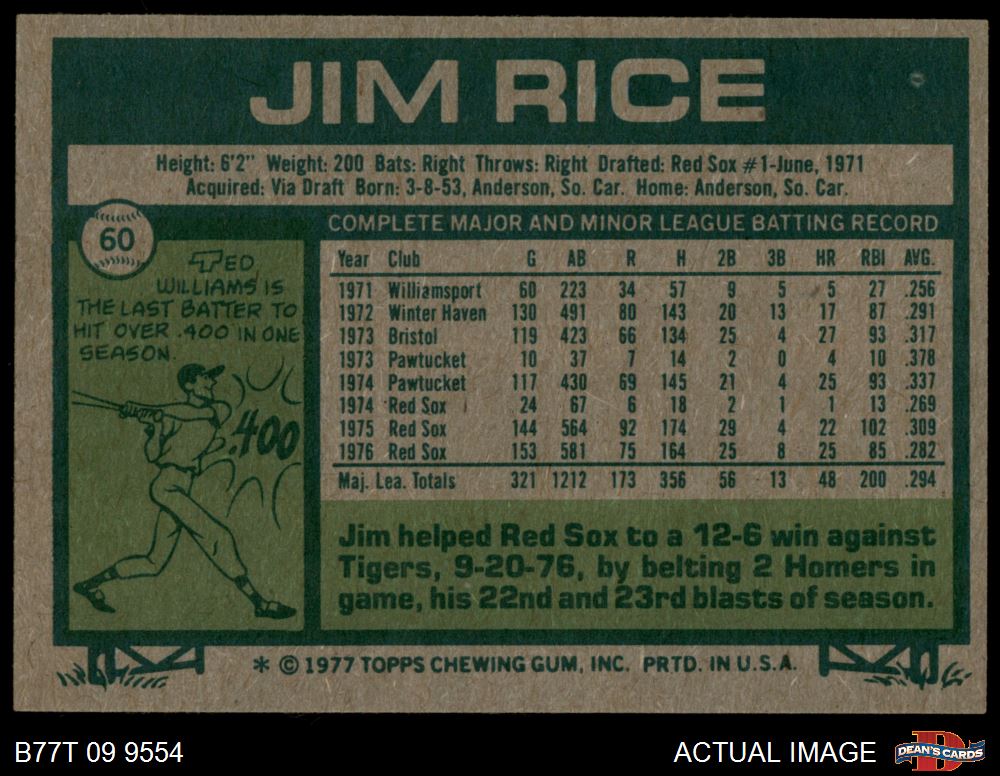 JIM RICE
Height: 6'2" Weight: 200 Bats: Right Throws: Right Drafted: Red Sox #1-June, 1971
Acquired: Via Draft Born: 3-8-53, Anderson, So. Car. Home: Anderson, So. Car.
60
TED
WILLIAMS IS
THE LAST BATTER TO
HIT OVER .400 IN ONE
SEASON.
.400
COMPLETE MAJOR AND MINOR LEAGUE BATTING RECORD
Year Club G AB R H 2B 3B HR RBI AVG.
1971 Williamsport 60 223 34 57 9 5 5 27 .256
1972 Winter Haven 130 491 80 143 20 13 17 87 .291
1973 Bristol 119 423 66 134 25 4 27 93 .317
1973 Pawtucket 10 37 7 14 2 0 4 10 .378
1974 Pawtucket 117 430 69 145 21 4 25 93 .337
1974 Red Sox 24 67 6 18 2 1 1 13 .269
1975 Red Sox 144 564 92 174 29 4 22 102 .309
1976 Red Sox 153 581 75 164 25 8 25 85 .282
Maj. Lea. Totals 321 1212 173 356 56 13 48 200 .294
Jim helped Red Sox to a 12-6 win against
Tigers, 9-20-76, by belting 2 Homers in
game, his 22nd and 23rd blasts of season.
* © 1977 TOPPS CHEWING GUM, INC. PRTD. IN U.S.A.
B77T 09 9554
ACTUAL IMAGE
DEAN'S CARDS